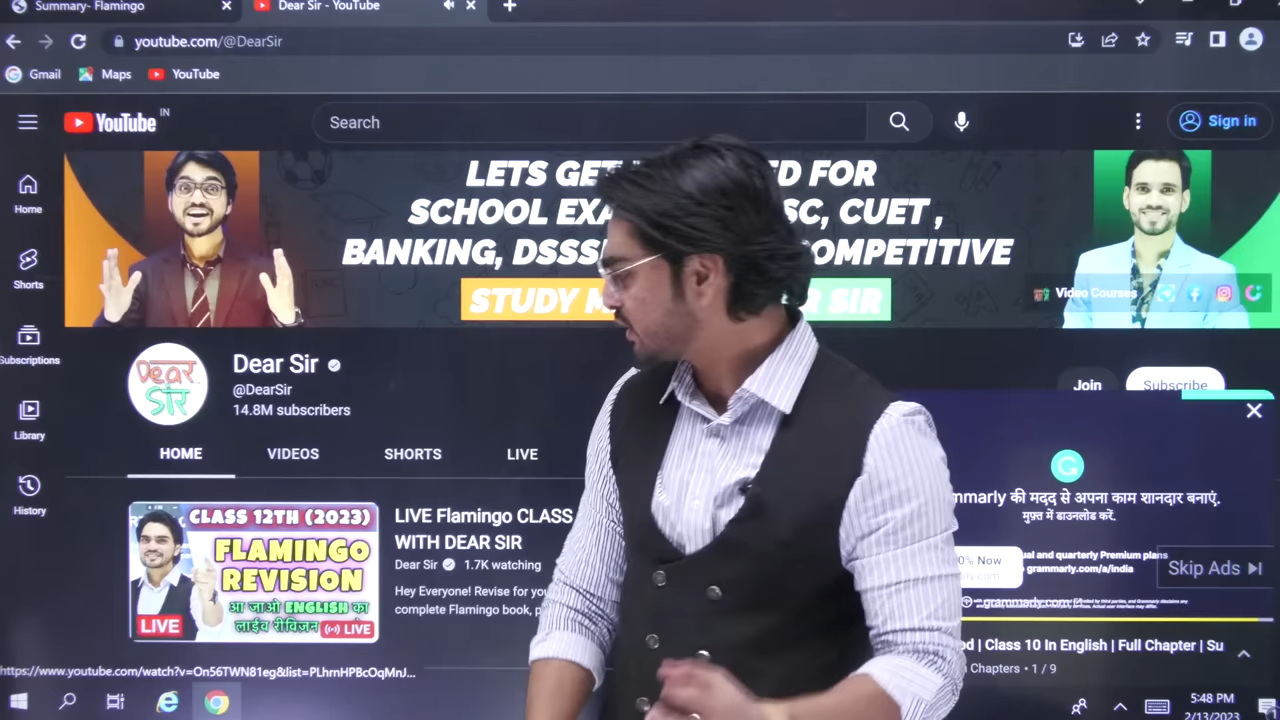 Summary- Flamingo
Dear Sir - YouTube
youtube.com/@DearSir
Gmail
Maps
YouTube
YouTube IN
Search
Sign in
Home
Shorts
Subscriptions
Library
History
LETS GET D FOR
SCHOOL EXA SC, CUET ,
BANKING, DSSS OMPETITIVE
STUDY M R SIR
Video Courses
Dear Sir
Dear Sir
@DearSir
14.8M subscribers
Join
Subscribe
HOME
VIDEOS
SHORTS
LIVE
CLASS 12TH (2023)
FLAMINGO
REVISION
आ जाओ ENGLISH का
लाईव रीविज़न LIVE
LIVE
LIVE Flamingo CLASS
WITH DEAR SIR
Dear Sir 1.7K watching
Hey Everyone! Revise for you
complete Flamingo book, p
mmarly की मदद से अपना काम शानदार बनाएं.
मुफ़्त में डाउनलोड करें.
0% Now
ual and quarterly Premium plans
grammarly.com/a/india
Skip Ads
grammarly.com
od | Class 10 In English | Full Chapter | Su
Chapters • 1 / 9
https://www.youtube.com/watch?v=On56TWN81eg&list=PLhrnHPBcOqMnJ...
5:48 PM
2/13/2023